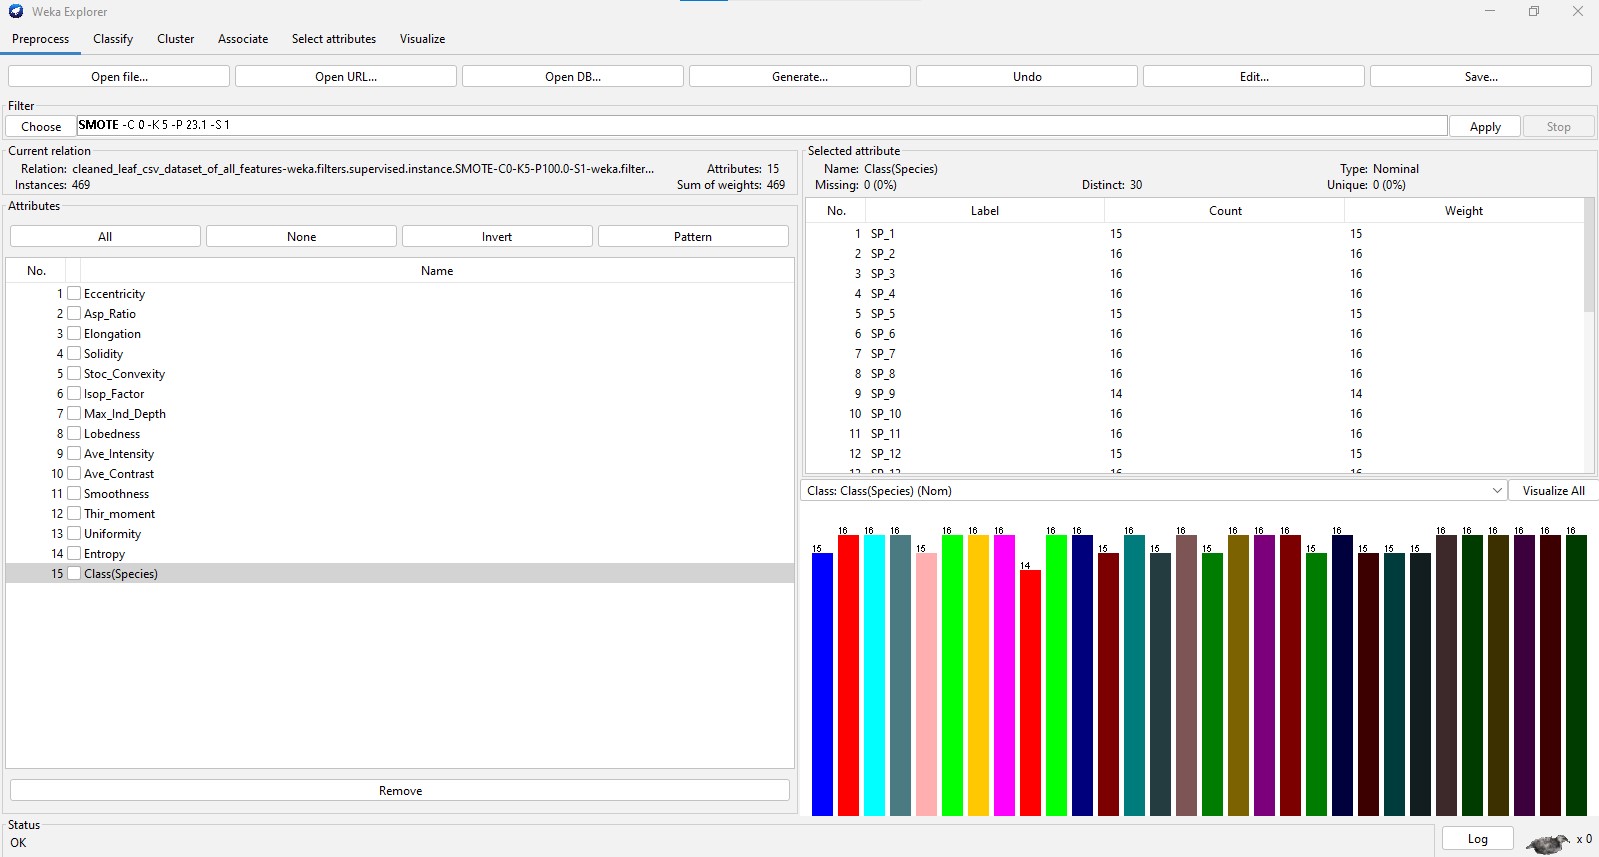 Weka Explorer
Preprocess Classify Cluster Associate Select attributes Visualize
Open file... Open URL... Open DB... Generate... Undo Edit... Save...
Filter
Choose SMOTE -C 0 -K 5 -P 23.1 -S 1 Apply Stop
Current relation
Relation: cleaned_leaf_csv_dataset_of_all_features-weka.filters.supervised.instance.SMOTE-C0-K5-P100.0-S1-weka.filter... Attributes: 15
Instances: 469 Sum of weights: 469
Attributes
All None Invert Pattern
No. Name
1 Eccentricity
2 Asp_Ratio
3 Elongation
4 Solidity
5 Stoc_Convexity
6 Isop_Factor
7 Max_Ind_Depth
8 Lobedness
9 Ave_Intensity
10 Ave_Contrast
11 Smoothness
12 Thir_moment
13 Uniformity
14 Entropy
15 Class(Species)
Remove
Selected attribute
Name: Class(Species) Type: Nominal
Missing: 0 (0%) Distinct: 30 Unique: 0 (0%)
No. Label Count Weight
1 SP_1 15 15
2 SP_2 16 16
3 SP_3 16 16
4 SP_4 16 16
5 SP_5 15 15
6 SP_6 16 16
7 SP_7 16 16
8 SP_8 16 16
9 SP_9 14 14
10 SP_10 16 16
11 SP_11 16 16
12 SP_12 15 15
Class: Class(Species) (Nom) Visualize All
15 16 16 16 15 16 16 16 14 16 16 15 16 15 16 15 16 16 16 15 16 15 15 15 16 16 16 16 16 16
Status
OK
Log x 0